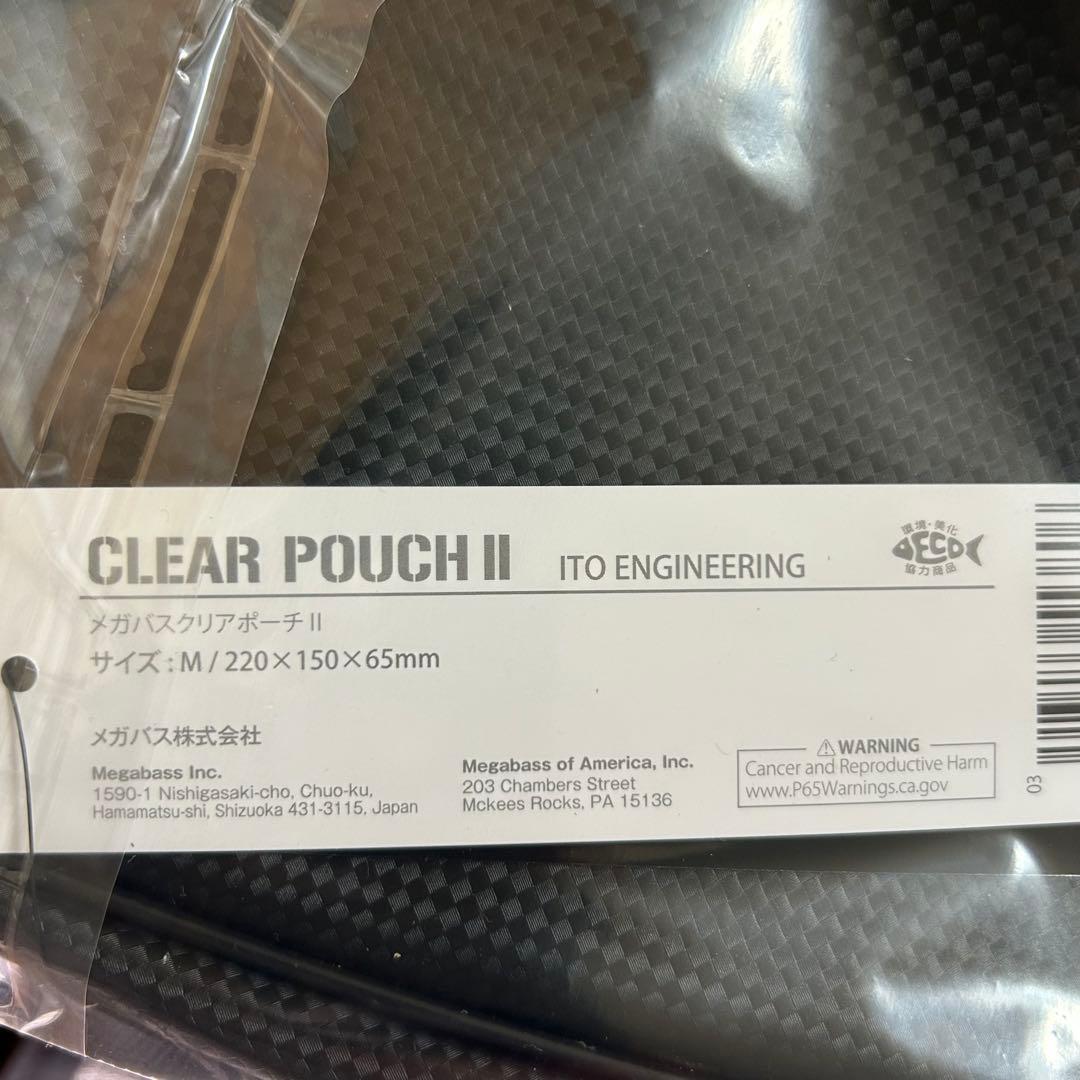 CLEAR POUCH II ITO ENGINEERING
環境・美化
ECO
協力商品
メガバスクリアポーチ II
サイズ : M / 220×150×65mm
メガバス株式会社
Megabass Inc.
1590-1 Nishigasaki-cho, Chuo-ku,
Hamamatsu-shi, Shizuoka 431-3115, Japan
Megabass of America, Inc.
203 Chambers Street
Mckees Rocks, PA 15136
⚠ WARNING
Cancer and Reproductive Harm
www.P65Warnings.ca.gov
03